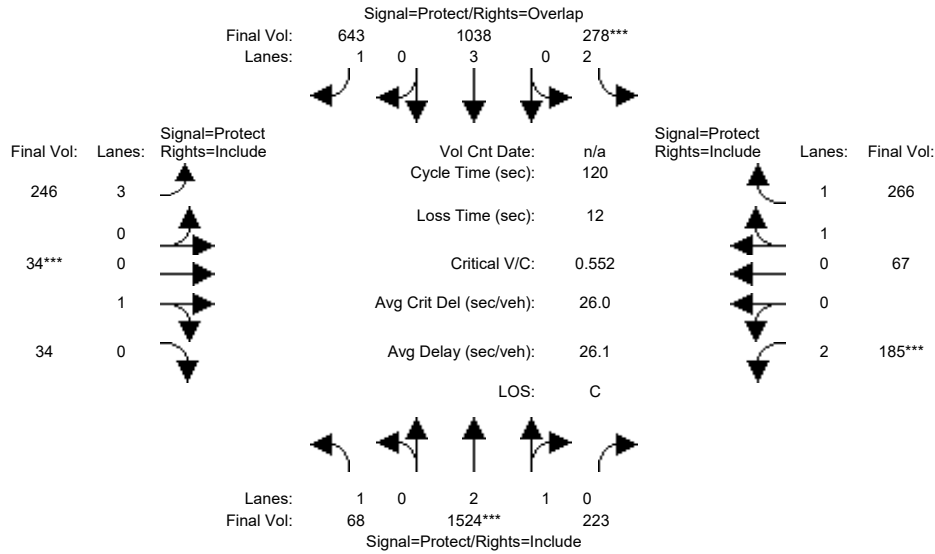 Signal=Protect/Rights=Overlap
Final Vol: 643 1038 278***
Lanes: 1 0 3 0 2
Signal=Protect Signal=Protect
Final Vol: Lanes: Rights=Include Vol Cnt Date: n/a Rights=Include Lanes: Final Vol:
Cycle Time (sec): 120
246 3 1 266
Loss Time (sec): 12
0 1
34*** 0 Critical V/C: 0.552 0 67
1 Avg Crit Del (sec/veh): 26.0 0
34 0 Avg Delay (sec/veh): 26.1 2 185***
LOS: C
Lanes: 1 0 2 1 0
Final Vol: 68 1524*** 223
Signal=Protect/Rights=Include